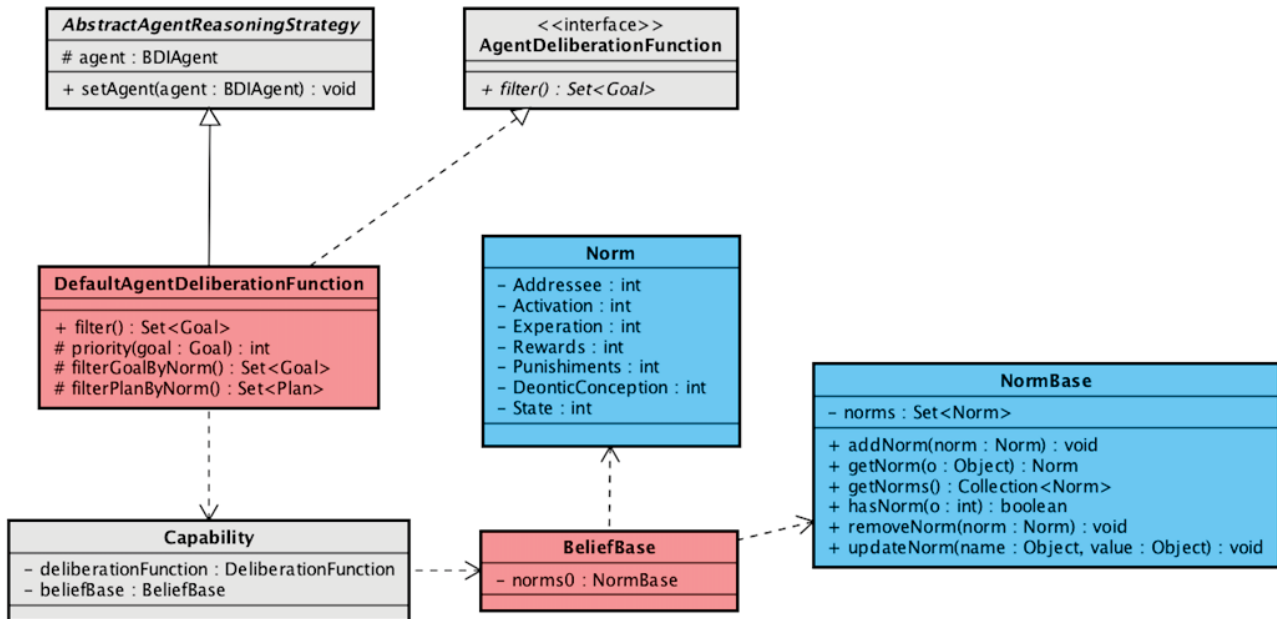 AbstractAgentReasoningStrategy
# agent : BDIAgent
+ setAgent(agent : BDIAgent) : void
<<interface>>
AgentDeliberationFunction
+ filter() : Set<Goal>
DefaultAgentDeliberationFunction
+ filter() : Set<Goal>
# priority(goal : Goal) : int
# filterGoalByNorm() : Set<Goal>
# filterPlanByNorm() : Set<Plan>
Norm
- Addressee : int
- Activation : int
- Experation : int
- Rewards : int
- Punishiments : int
- DeonticConception : int
- State : int
NormBase
- norms : Set<Norm>
+ addNorm(norm : Norm) : void
+ getNorm(o : Object) : Norm
+ getNorms() : Collection<Norm>
+ hasNorm(o : int) : boolean
+ removeNorm(norm : Norm) : void
+ updateNorm(name : Object, value : Object) : void
Capability
- deliberationFunction : DeliberationFunction
- beliefBase : BeliefBase
BeliefBase
- norms0 : NormBase